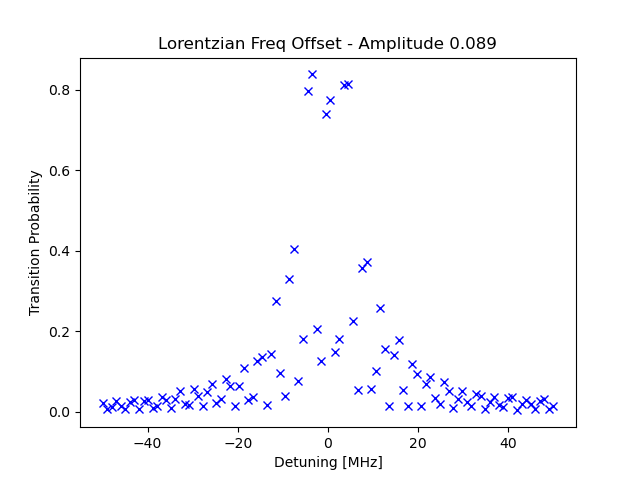 Lorentzian Freq Offset - Amplitude 0.089
Transition Probability
0.8
0.6
0.4
0.2
0.0
−40 −20 0 20 40
Detuning [MHz]